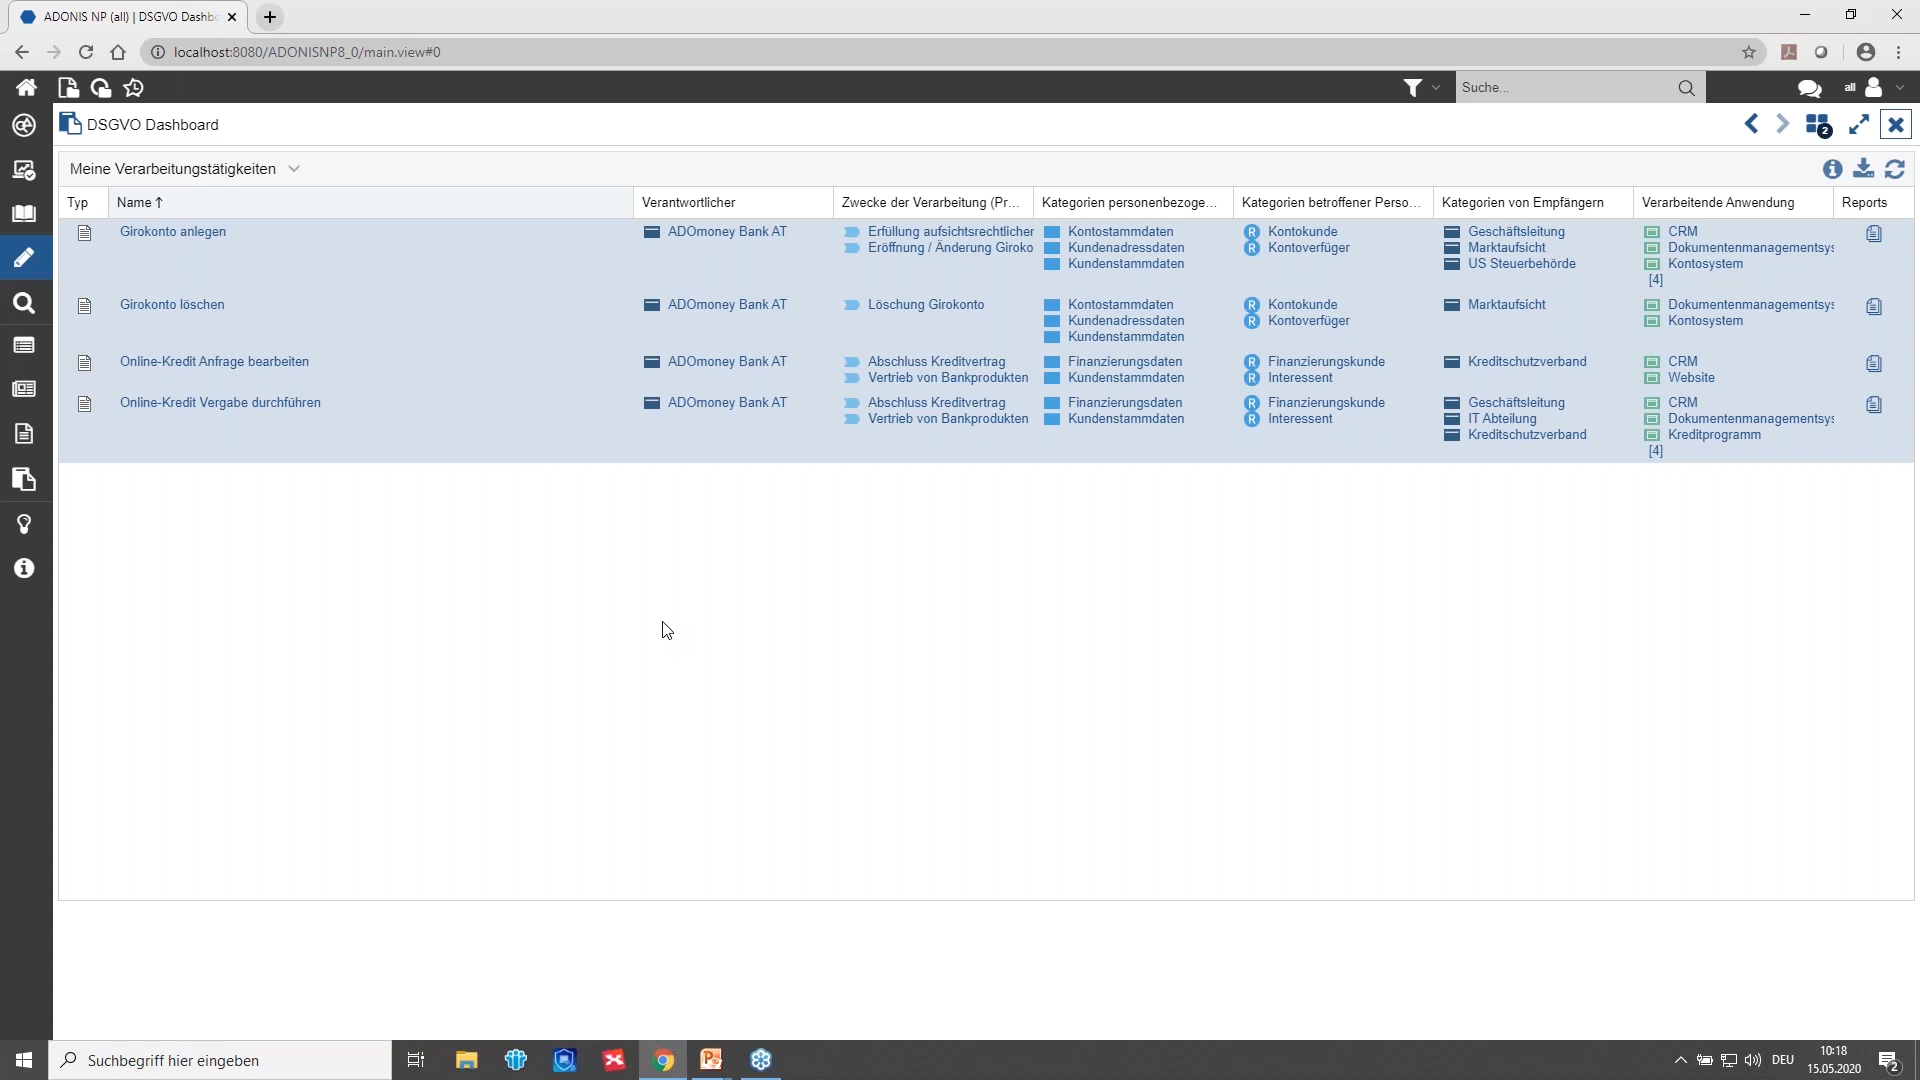 ADONIS NP (all) | DSGVO Dashbo
localhost:8080/ADONISNP8_0/main.view#0
Suche...
all
DSGVO Dashboard
2
Meine Verarbeitungstätigkeiten
Typ
Name ↑
Verantwortlicher
Zwecke der Verarbeitung (Pr...
Kategorien personenbezoge...
Kategorien betroffener Perso...
Kategorien von Empfängern
Verarbeitende Anwendung
Reports
Girokonto anlegen
ADOmoney Bank AT
Erfüllung aufsichtsrechtlicher
Eröffnung / Änderung Giroko
Kontostammdaten
Kundenadressdaten
Kundenstammdaten
R Kontokunde
R Kontoverfüger
Geschäftsleitung
Marktaufsicht
US Steuerbehörde
CRM
Dokumentenmanagementsys
Kontosystem
[4]
Girokonto löschen
ADOmoney Bank AT
Löschung Girokonto
Kontostammdaten
Kundenadressdaten
Kundenstammdaten
R Kontokunde
R Kontoverfüger
Marktaufsicht
Dokumentenmanagementsys
Kontosystem
Online-Kredit Anfrage bearbeiten
ADOmoney Bank AT
Abschluss Kreditvertrag
Vertrieb von Bankprodukten
Finanzierungsdaten
Kundenstammdaten
R Finanzierungskunde
R Interessent
Kreditschutzverband
CRM
Website
Online-Kredit Vergabe durchführen
ADOmoney Bank AT
Abschluss Kreditvertrag
Vertrieb von Bankprodukten
Finanzierungsdaten
Kundenstammdaten
R Finanzierungskunde
R Interessent
Geschäftsleitung
IT Abteilung
Kreditschutzverband
CRM
Dokumentenmanagementsys
Kreditprogramm
[4]
Suchbegriff hier eingeben
DEU
10:18
15.05.2020
2